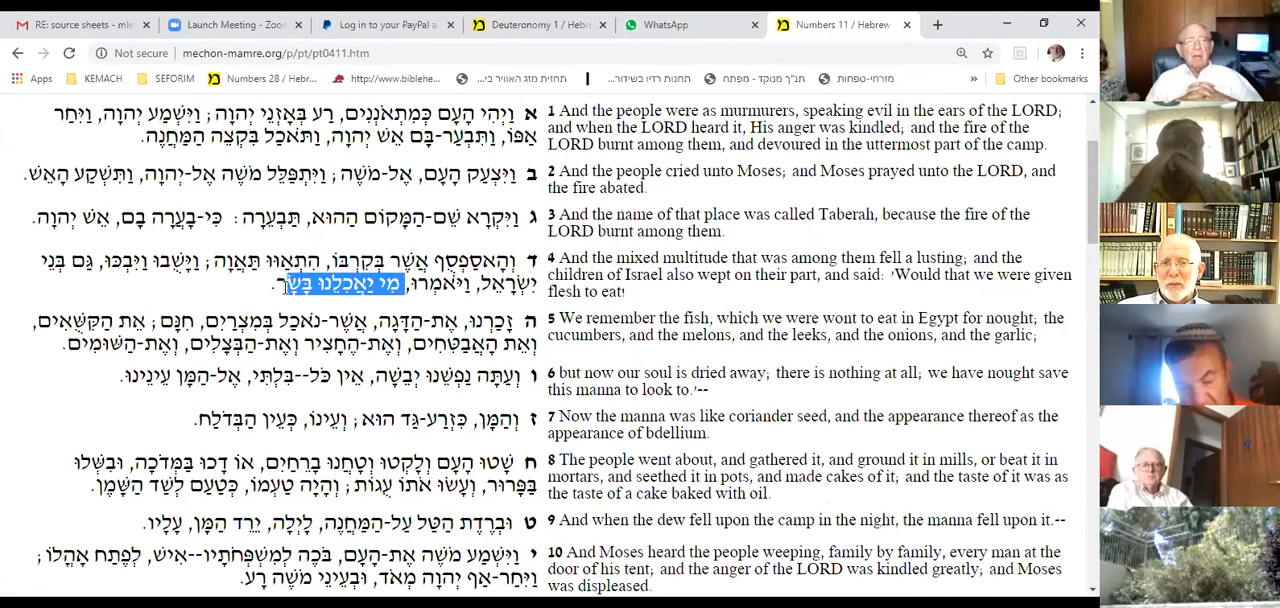 RE: source sheets - mle
Launch Meeting - Zoo
Log in to your PayPal a
Deuteronomy 1 / Hebre
WhatsApp
Numbers 11 / Hebrew
Not secure | mechon-mamre.org/p/pt/pt0411.htm
Apps KEMACH SEFORIM Numbers 28 / Hebr... http://www.biblehe... תחזית מזג האוויר בי... תחנות רדיו בשידור... תנ"ך מנוקד - מפתח מזרחי-טפחות » Other bookmarks
א וַיְהִי הָעָם כְּמִתְאֹנְנִים, רַע בְּאָזְנֵי יְהוָה; וַיִּשְׁמַע יְהוָה, וַיִּחַר
אַפּוֹ, וַתִּבְעַר-בָּם אֵשׁ יְהוָה, וַתֹּאכַל בִּקְצֵה הַמַּחֲנֶה.
1 And the people were as murmurers, speaking evil in the ears of the LORD;
and when the LORD heard it, His anger was kindled; and the fire of the
LORD burnt among them, and devoured in the uttermost part of the camp.
ב וַיִּצְעַק הָעָם, אֶל-מֹשֶׁה; וַיִּתְפַּלֵּל מֹשֶׁה אֶל-יְהוָה, וַתִּשְׁקַע הָאֵשׁ.
2 And the people cried unto Moses; and Moses prayed unto the LORD, and
the fire abated.
ג וַיִּקְרָא שֵׁם-הַמָּקוֹם הַהוּא, תַּבְעֵרָה: כִּי-בָעֲרָה בָם, אֵשׁ יְהוָה.
3 And the name of that place was called Taberah, because the fire of the
LORD burnt among them.
ד וְהָאסַפְסֻף אֲשֶׁר בְּקִרְבּוֹ, הִתְאַוּוּ תַּאֲוָה; וַיָּשֻׁבוּ וַיִּבְכּוּ, גַּם בְּנֵי
יִשְׂרָאֵל, וַיֹּאמְרוּ, מִי יַאֲכִלֵנוּ בָּשָׂר.
4 And the mixed multitude that was among them fell a lusting; and the
children of Israel also wept on their part, and said: 'Would that we were given
flesh to eat!
ה זָכַרְנוּ, אֶת-הַדָּגָה, אֲשֶׁר-נֹאכַל בְּמִצְרַיִם, חִנָּם; אֵת הַקִּשֻּׁאִים,
וְאֵת הָאֲבַטִּחִים, וְאֶת-הֶחָצִיר וְאֶת-הַבְּצָלִים, וְאֶת-הַשּׁוּמִים.
5 We remember the fish, which we were wont to eat in Egypt for nought; the
cucumbers, and the melons, and the leeks, and the onions, and the garlic;
ו וְעַתָּה נַפְשֵׁנוּ יְבֵשָׁה, אֵין כֹּל--בִּלְתִּי, אֶל-הַמָּן עֵינֵינוּ.
6 but now our soul is dried away; there is nothing at all; we have nought save
this manna to look to.'--
ז וְהַמָּן, כִּזְרַע-גַּד הוּא; וְעֵינוֹ, כְּעֵין הַבְּדֹלַח.
7 Now the manna was like coriander seed, and the appearance thereof as the
appearance of bdellium.
ח שָׁטוּ הָעָם וְלָקְטוּ וְטָחֲנוּ בָרֵחַיִם, אוֹ דָכוּ בַּמְּדֹכָה, וּבִשְּׁלוּ
בַּפָּרוּר, וְעָשׂוּ אֹתוֹ עֻגוֹת; וְהָיָה טַעְמוֹ, כְּטַעַם לְשַׁד הַשָּׁמֶן.
8 The people went about, and gathered it, and ground it in mills, or beat it in
mortars, and seethed it in pots, and made cakes of it; and the taste of it was as
the taste of a cake baked with oil.
ט וּבְרֶדֶת הַטַּל עַל-הַמַּחֲנֶה, לָיְלָה, יֵרֵד הַמָּן, עָלָיו.
9 And when the dew fell upon the camp in the night, the manna fell upon it.--
י וַיִּשְׁמַע מֹשֶׁה אֶת-הָעָם, בֹּכֶה לְמִשְׁפְּחֹתָיו--אִישׁ, לְפֶתַח אָהֳלוֹ;
וַיִּחַר-אַף יְהוָה מְאֹד, וּבְעֵינֵי מֹשֶׁה רָע.
10 And Moses heard the people weeping, family by family, every man at the
door of his tent; and the anger of the LORD was kindled greatly; and Moses
was displeased.